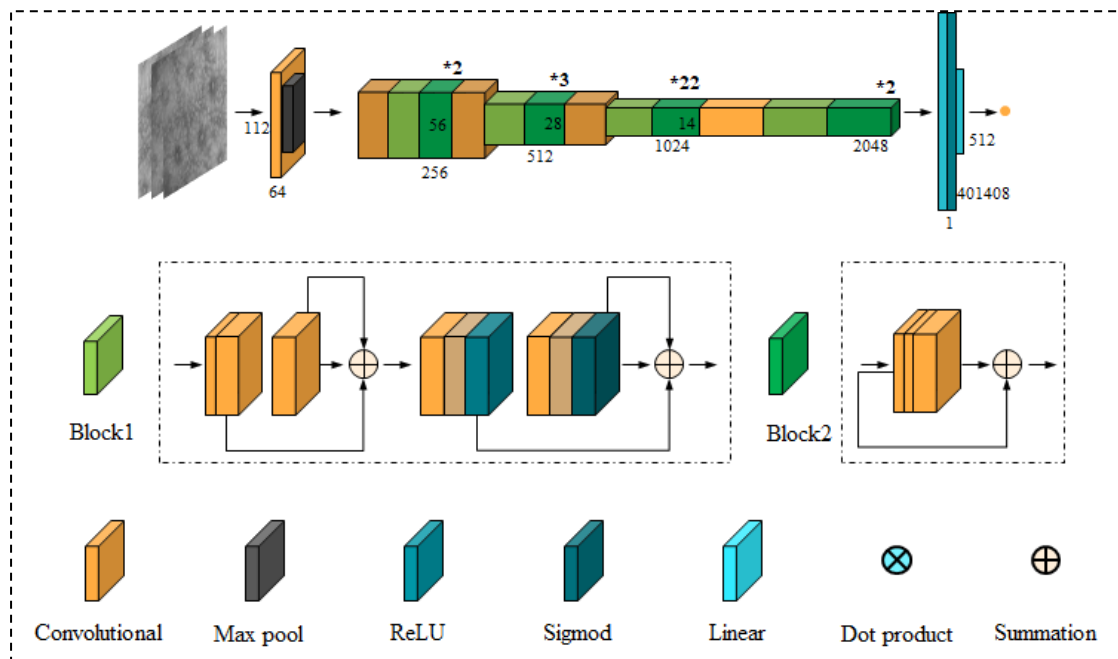 *2
*3
*22
*2
112
56
28
14
512
64
256
512
1024
2048
401408
1
Block1
Block2
Convolutional
Max pool
ReLU
Sigmod
Linear
Dot product
Summation